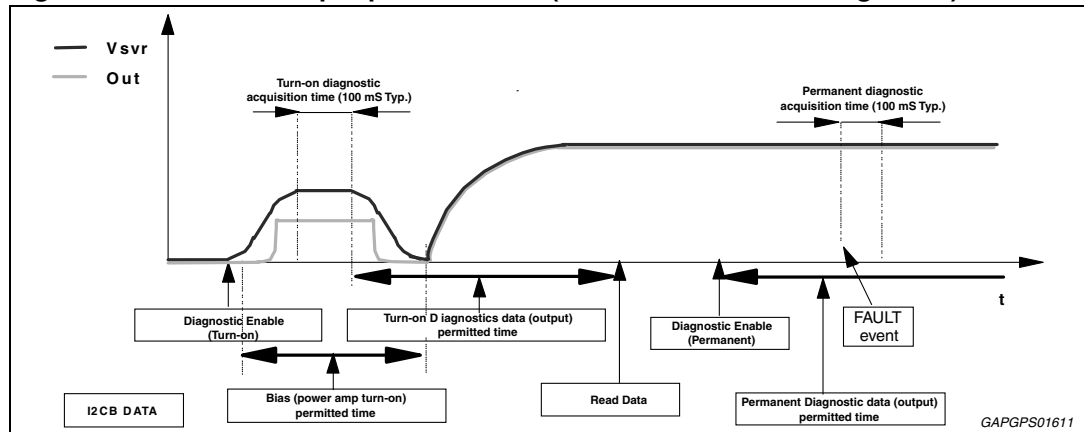 Vsvr
Out
Turn-on diagnostic
acquisition time (100 mS Typ.)
Permanent diagnostic
acquisition time (100 mS Typ.)
t
Diagnostic Enable
(Turn-on)
Turn-on D iagnostics data (output)
permitted time
Diagnostic Enable
(Permanent)
FAULT
event
Bias (power amp turn-on)
permitted time
Read Data
Permanent Diagnostic data (output)
permitted time
I2CB DATA
GAPGPS01611